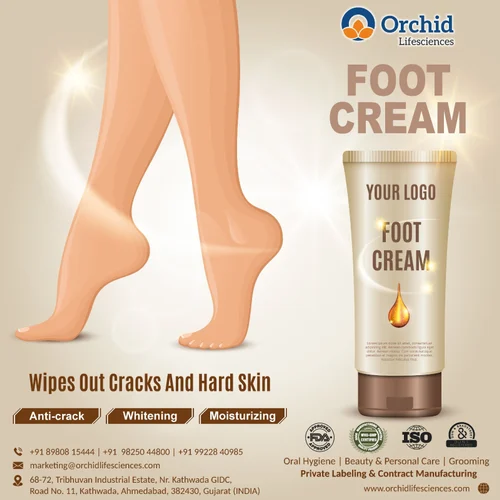 Orchid
Lifesciences
FOOT
CREAM
YOUR LOGO
FOOT
CREAM
Wipes Out Cracks And Hard Skin
Anti-crack
Whitening
Moisturizing
+91 89808 15444 | +91 98250 44800 | +91 99228 40985
marketing@orchidlifesciences.com
68-72, Tribhuvan Industrial Estate, Nr. Kathwada GIDC,
Road No. 11, Kathwada, Ahmedabad, 382430, Gujarat (INDIA)
FDA
ISO
Oral Hygiene | Beauty & Personal Care | Grooming
Private Labeling & Contract Manufacturing
www.orchidlifesciences.com